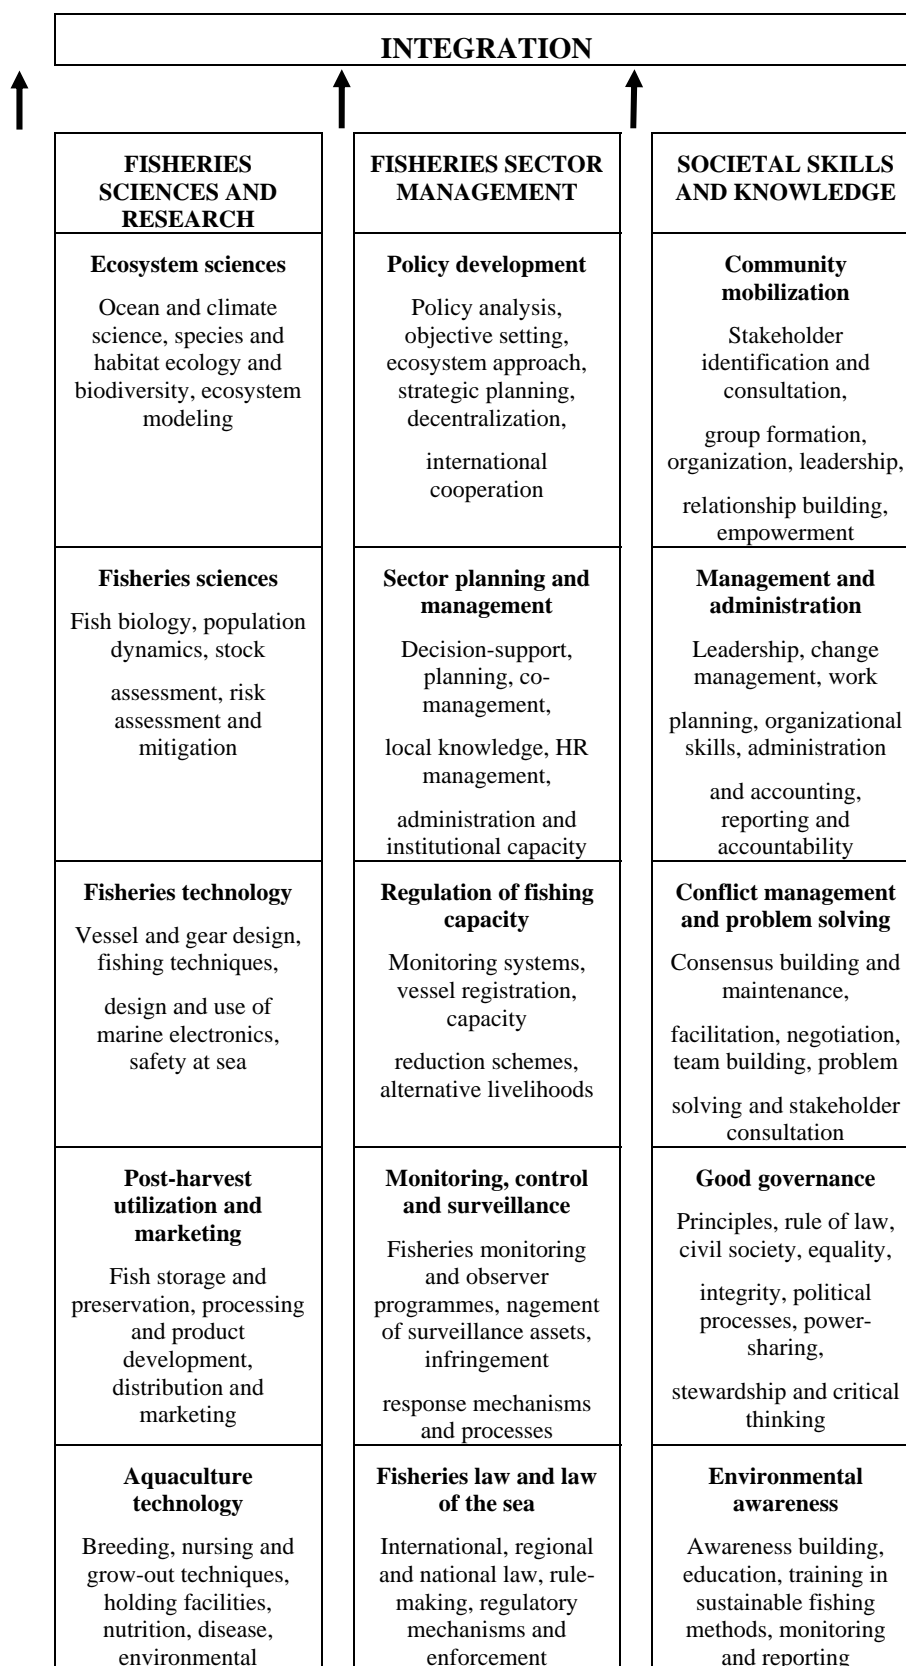 INTEGRATION
FISHERIES
SCIENCES AND
RESEARCH
Ecosystem sciences
Ocean and climate
science, species and
habitat ecology and
biodiversity, ecosystem
modeling
Fisheries sciences
Fish biology, population
dynamics, stock
assessment, risk
assessment and
mitigation
Fisheries technology
Vessel and gear design,
fishing techniques,
design and use of
marine electronics,
safety at sea
Post-harvest
utilization and
marketing
Fish storage and
preservation, processing
and product
development,
distribution and
marketing
Aquaculture
technology
Breeding, nursing and
grow-out techniques,
holding facilities,
nutrition, disease,
environmental
FISHERIES SECTOR
MANAGEMENT
Policy development
Policy analysis,
objective setting,
ecosystem approach,
strategic planning,
decentralization,
international
cooperation
Sector planning and
management
Decision-support,
planning, co-
management,
local knowledge, HR
management,
administration and
institutional capacity
Regulation of fishing
capacity
Monitoring systems,
vessel registration,
capacity
reduction schemes,
alternative livelihoods
Monitoring, control
and surveillance
Fisheries monitoring
and observer
programmes, nagement
of surveillance assets,
infringement
response mechanisms
and processes
Fisheries law and law
of the sea
International, regional
and national law, rule-
making, regulatory
mechanisms and
enforcement
SOCIETAL SKILLS
AND KNOWLEDGE
Community
mobilization
Stakeholder
identification and
consultation,
group formation,
organization, leadership,
relationship building,
empowerment
Management and
administration
Leadership, change
management, work
planning, organizational
skills, administration
and accounting,
reporting and
accountability
Conflict management
and problem solving
Consensus building and
maintenance,
facilitation, negotiation,
team building, problem
solving and stakeholder
consultation
Good governance
Principles, rule of law,
civil society, equality,
integrity, political
processes, power-
sharing,
stewardship and critical
thinking
Environmental
awareness
Awareness building,
education, training in
sustainable fishing
methods, monitoring
and reporting